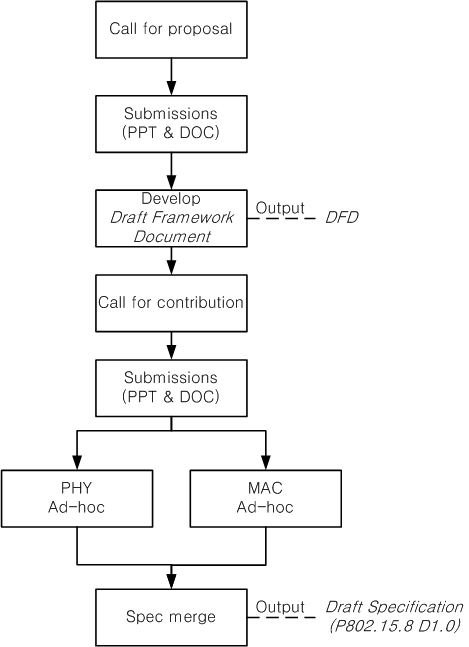 Call for proposal
Submissions
(PPT & DOC)
Develop
Draft Framework
Document
Output
DFD
Call for contribution
Submissions
(PPT & DOC)
PHY
Ad-hoc
MAC
Ad-hoc
Spec merge
Output
Draft Specification
(P802.15.8 D1.0)